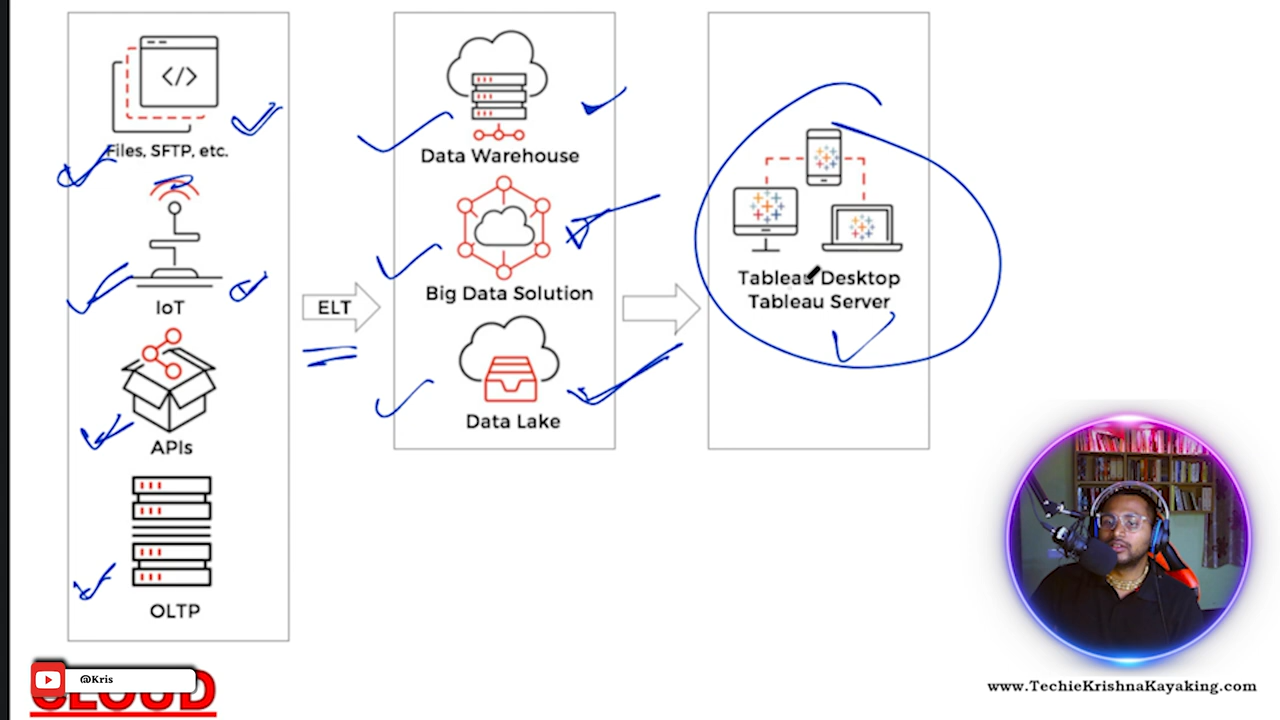 Files, SFTP, etc.
IoT
APIs
OLTP
ELT
Data Warehouse
Big Data Solution
Data Lake
Tableau Desktop
Tableau Server
@Kris
CLOUD
www.TechieKrishnaKayaking.com